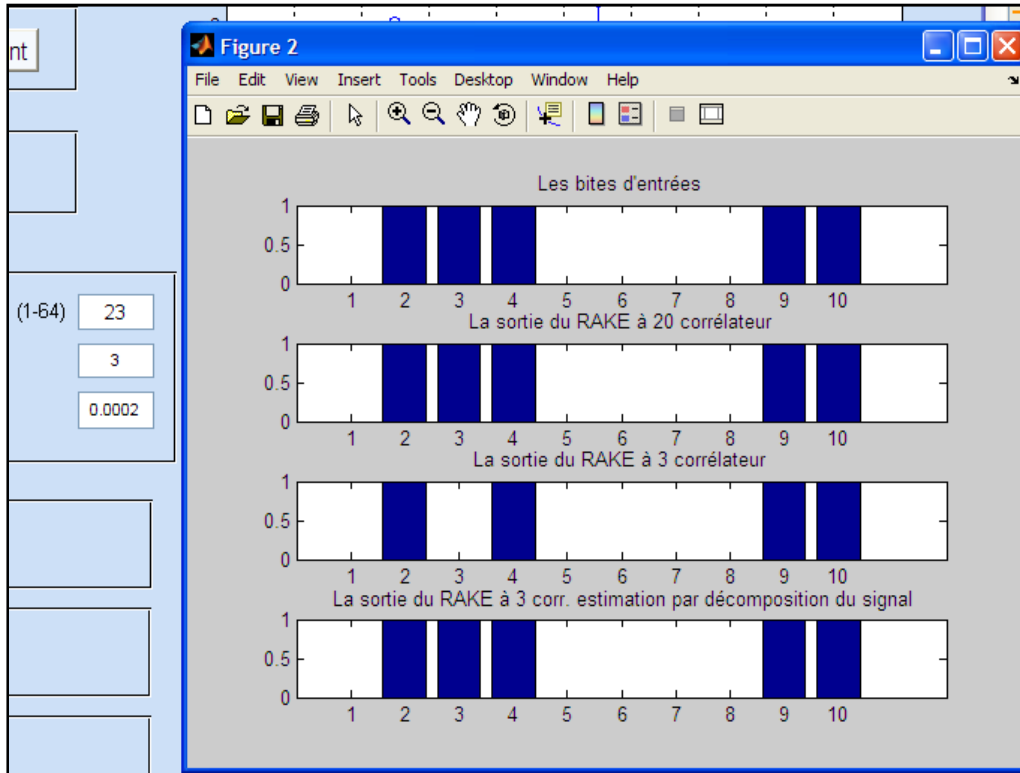 nt
Figure 2
File Edit View Insert Tools Desktop Window Help
Les bites d'entrées
1
0.5
0
1 2 3 4 5 6 7 8 9 10
La sortie du RAKE à 20 corrélateur
1
0.5
0
1 2 3 4 5 6 7 8 9 10
La sortie du RAKE à 3 corrélateur
1
0.5
0
1 2 3 4 5 6 7 8 9 10
La sortie du RAKE à 3 corr. estimation par décomposition du signal
1
0.5
0
1 2 3 4 5 6 7 8 9 10
(1-64) 23
3
0.0002